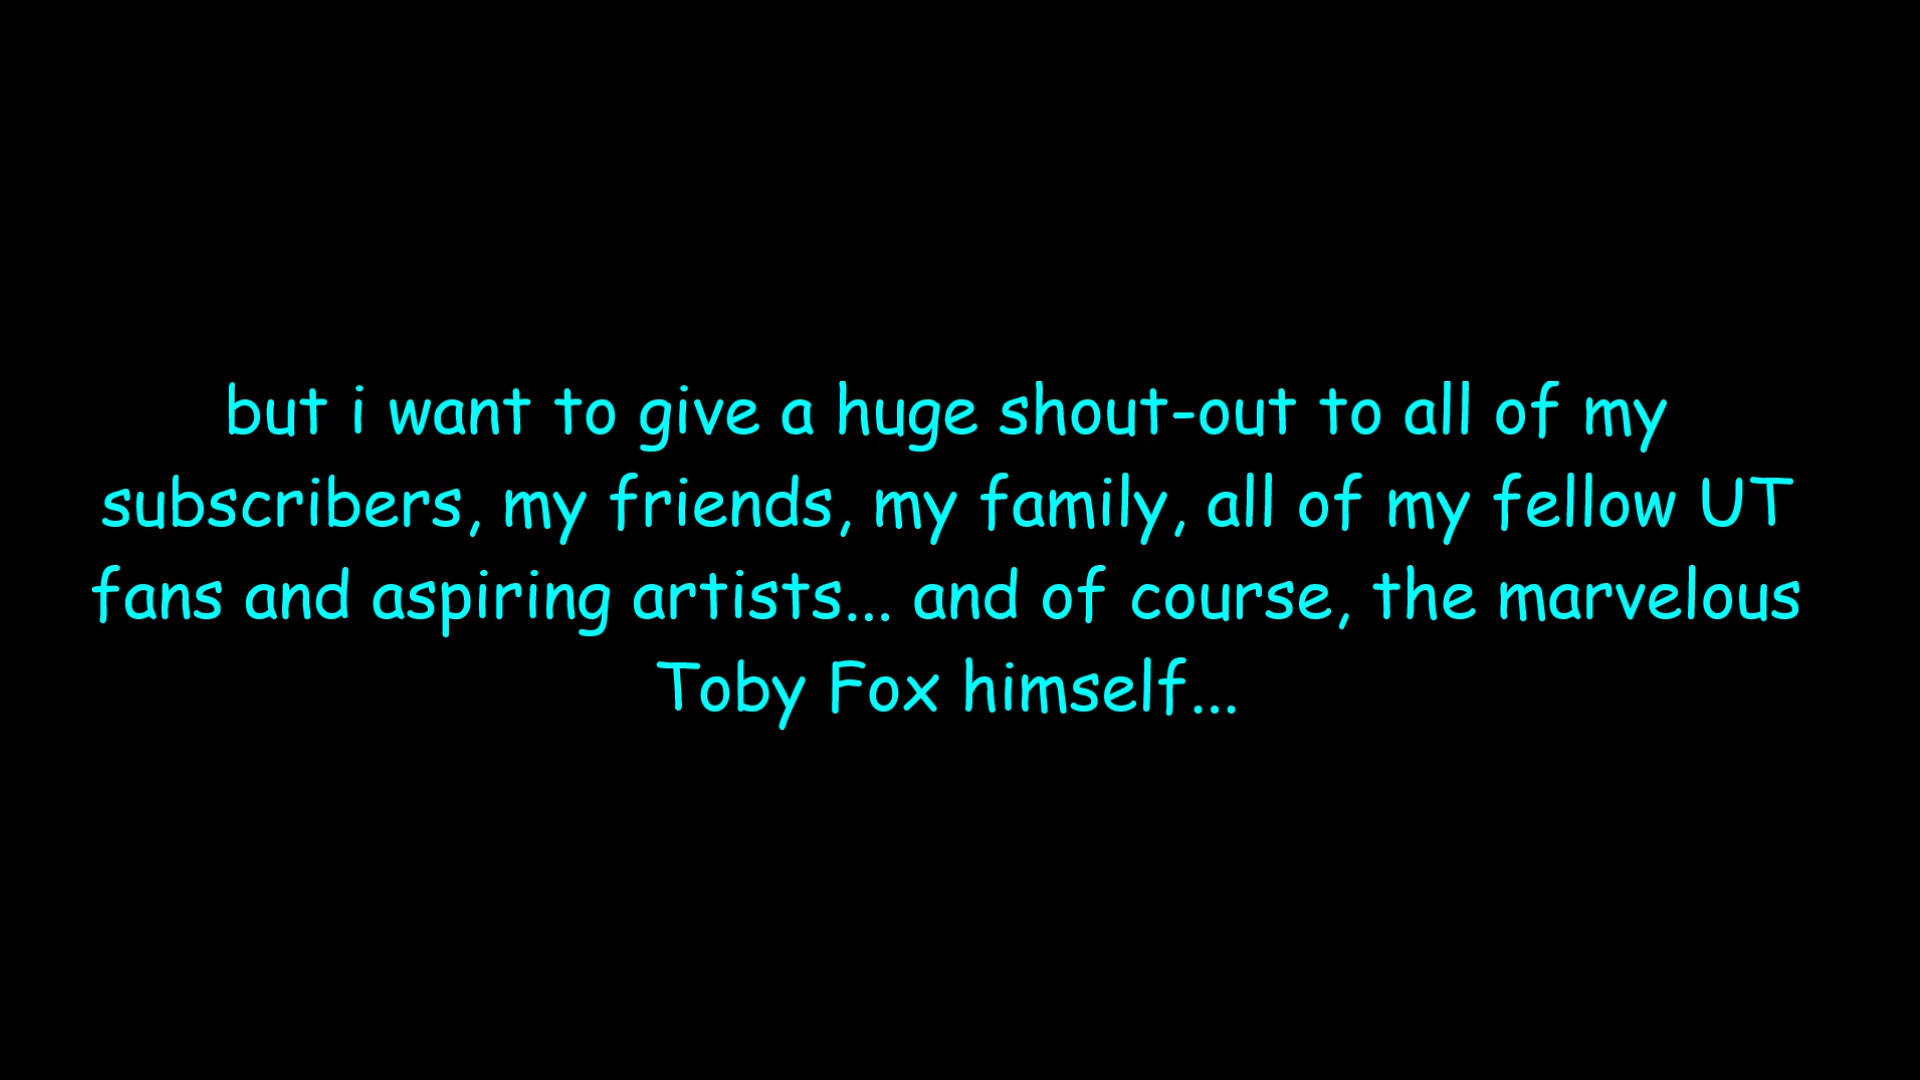 but i want to give a huge shout-out to all of my
subscribers, my friends, my family, all of my fellow UT
fans and aspiring artists... and of course, the marvelous
Toby Fox himself...